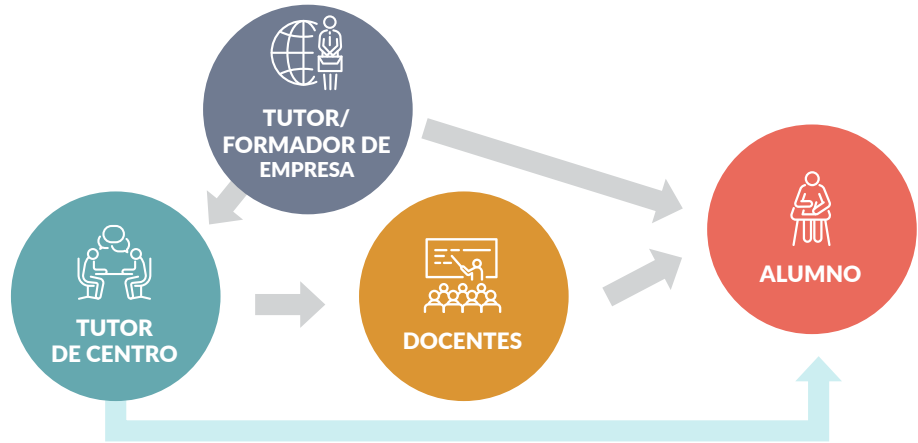 TUTOR/
FORMADOR DE
EMPRESA
TUTOR
DE CENTRO
DOCENTES
ALUMNO